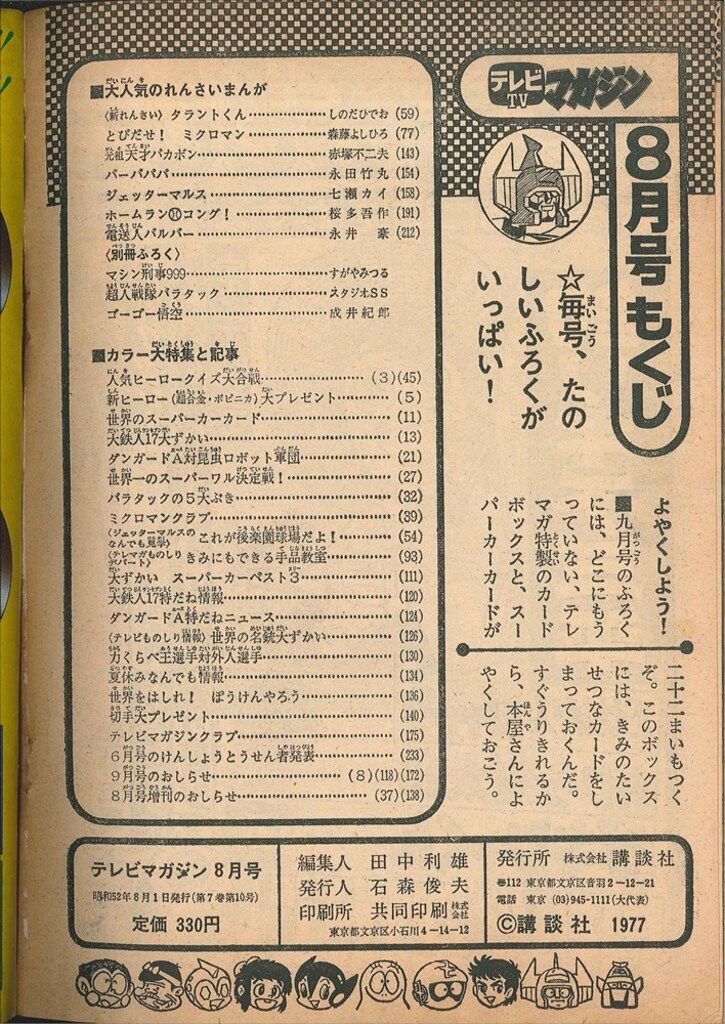 テレビマガジン
TV
8月号もくじ
☆毎号、たの
しいふろくが
いっぱい！
■大人気のれんさいまんが
〈新れんさい〉タラントくん……………しのだひでお(59)
とびだせ！ ミクロマン……………森藤よしひろ(77)
元祖天才バカボン……………赤塚不二夫(143)
バーバパパ……………永田竹丸(154)
ジェッターマルス……………七瀬カイ(158)
ホームランコング！……………桜多吾作(191)
電送人バルバー……………永井 豪(212)
〈別冊ふろく〉
マシン刑事999……………すがやみつる
超人戦隊バラタック……………スタジオSS
ゴーゴー悟空……………成井紀郎
■カラー大特集と記事
人気ヒーロークイズ大合戦……………(3)(45)
新ヒーロー(超合金・ポピニカ)大プレゼント……………(5)
世界のスーパーカーカード……………(11)
大鉄人17大ずかい……………(13)
ダンガードA対昆虫ロボット軍団……………(21)
世界一のスーパーワル決定戦！……………(27)
バラタックの5大ぶき……………(32)
ミクロマンクラブ……………(39)
〈ジェッターマルスのなんでも見学〉これが後楽園球場だよ！……………(54)
〈テレマガものしりデパート〉きみにもできる手品教室……………(93)
大ずかい スーパーカーベスト3……………(111)
大鉄人17特だね情報……………(120)
ダンガードA特だねニュース……………(124)
〈テレビものしり情報〉世界の名銃大ずかい……………(126)
力くらべ王選手対外人選手……………(130)
夏休みなんでも情報……………(134)
世界をはしれ！ ぼうけんやろう……………(136)
切手大プレゼント……………(140)
テレビマガジンクラブ……………(175)
6月号のけんしょうとうせん者発表……………(233)
9月号のおしらせ……………(8)(118)(172)
8月号増刊のおしらせ……………(37)(138)
よやくしよう！
■九月号のふろく
には、どこにもう
っていない、テレ
マガ特製のカード
ボックスと、スー
パーカーカードが
二十二まいもつく
ぞ。このボックス
には、きみのたい
せつなカードをし
まっておくんだ。
すぐうりきれるか
ら、本屋さんによ
やくしておこう。
テレビマガジン8月号
昭和52年8月1日発行(第7巻第10号)
定価 330円
編集人 田中利雄
発行人 石森俊夫
印刷所 共同印刷株式会社
東京都文京区小石川4-14-12
発行所 株式会社 講談社
〠112 東京都文京区音羽2-12-21
電話 東京(03)945-1111(大代表)
©講談社 1977